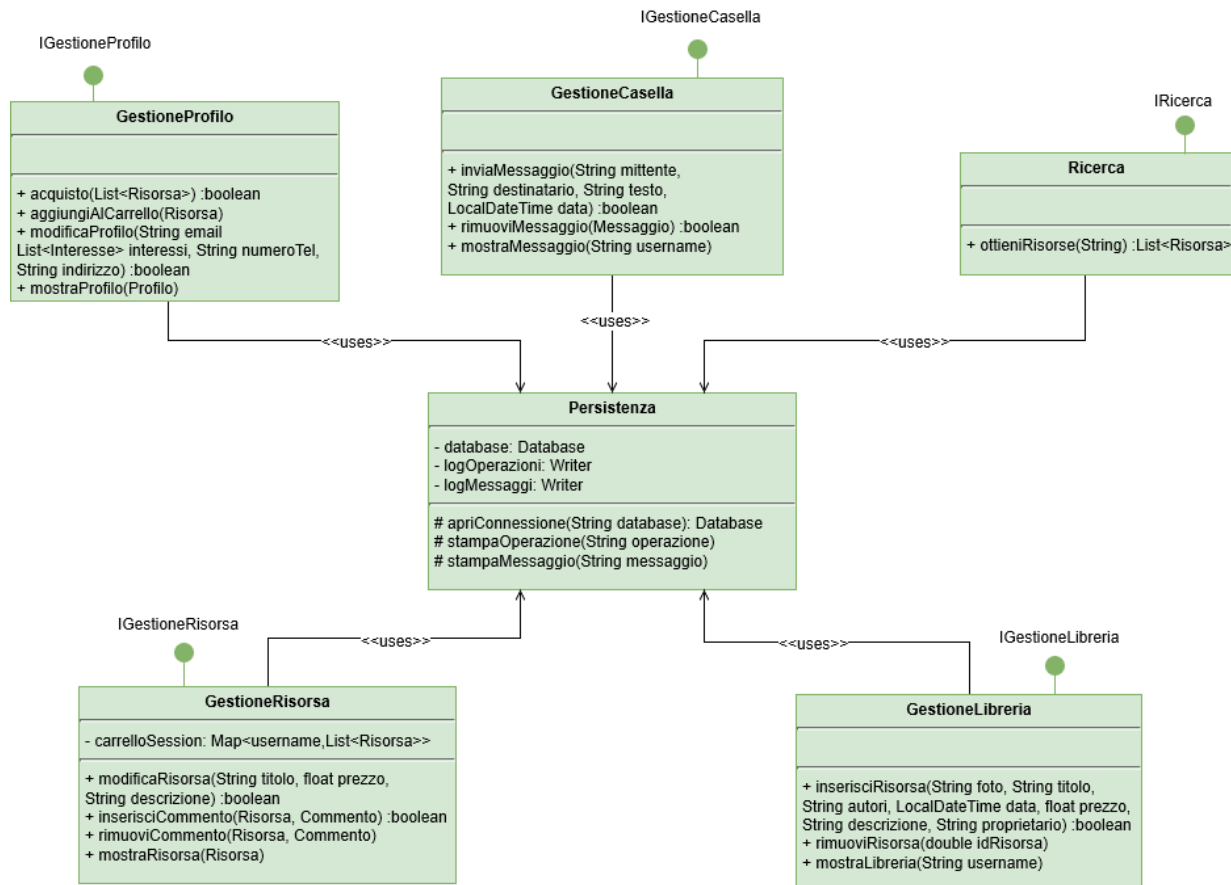 IGestioneProfilo
GestioneProfilo
+ acquisto(List<Risorsa>) :boolean
+ aggiungiAlCarrello(Risorsa)
+ modificaProfilo(String email
List<Interesse> interessi, String numeroTel,
String indirizzo) :boolean
+ mostraProfilo(Profilo)
IGestioneCasella
GestioneCasella
+ inviaMessaggio(String mittente,
String destinatario, String testo,
LocalDateTime data) :boolean
+ rimuoviMessaggio(Messaggio) :boolean
+ mostraMessaggio(String username)
IRicerca
Ricerca
+ ottieniRisorse(String) :List<Risorsa>
<<uses>>
<<uses>>
<<uses>>
Persistenza
- database: Database
- logOperazioni: Writer
- logMessaggi: Writer
# apriConnessione(String database): Database
# stampaOperazione(String operazione)
# stampaMessaggio(String messaggio)
<<uses>>
<<uses>>
IGestioneRisorsa
GestioneRisorsa
- carrelloSession: Map<username,List<Risorsa>>
+ modificaRisorsa(String titolo, float prezzo,
String descrizione) :boolean
+ inserisciCommento(Risorsa, Commento) :boolean
+ rimuoviCommento(Risorsa, Commento)
+ mostraRisorsa(Risorsa)
IGestioneLibreria
GestioneLibreria
+ inserisciRisorsa(String foto, String titolo,
String autori, LocalDateTime data, float prezzo,
String descrizione, String proprietario) :boolean
+ rimuoviRisorsa(double idRisorsa)
+ mostraLibreria(String username)